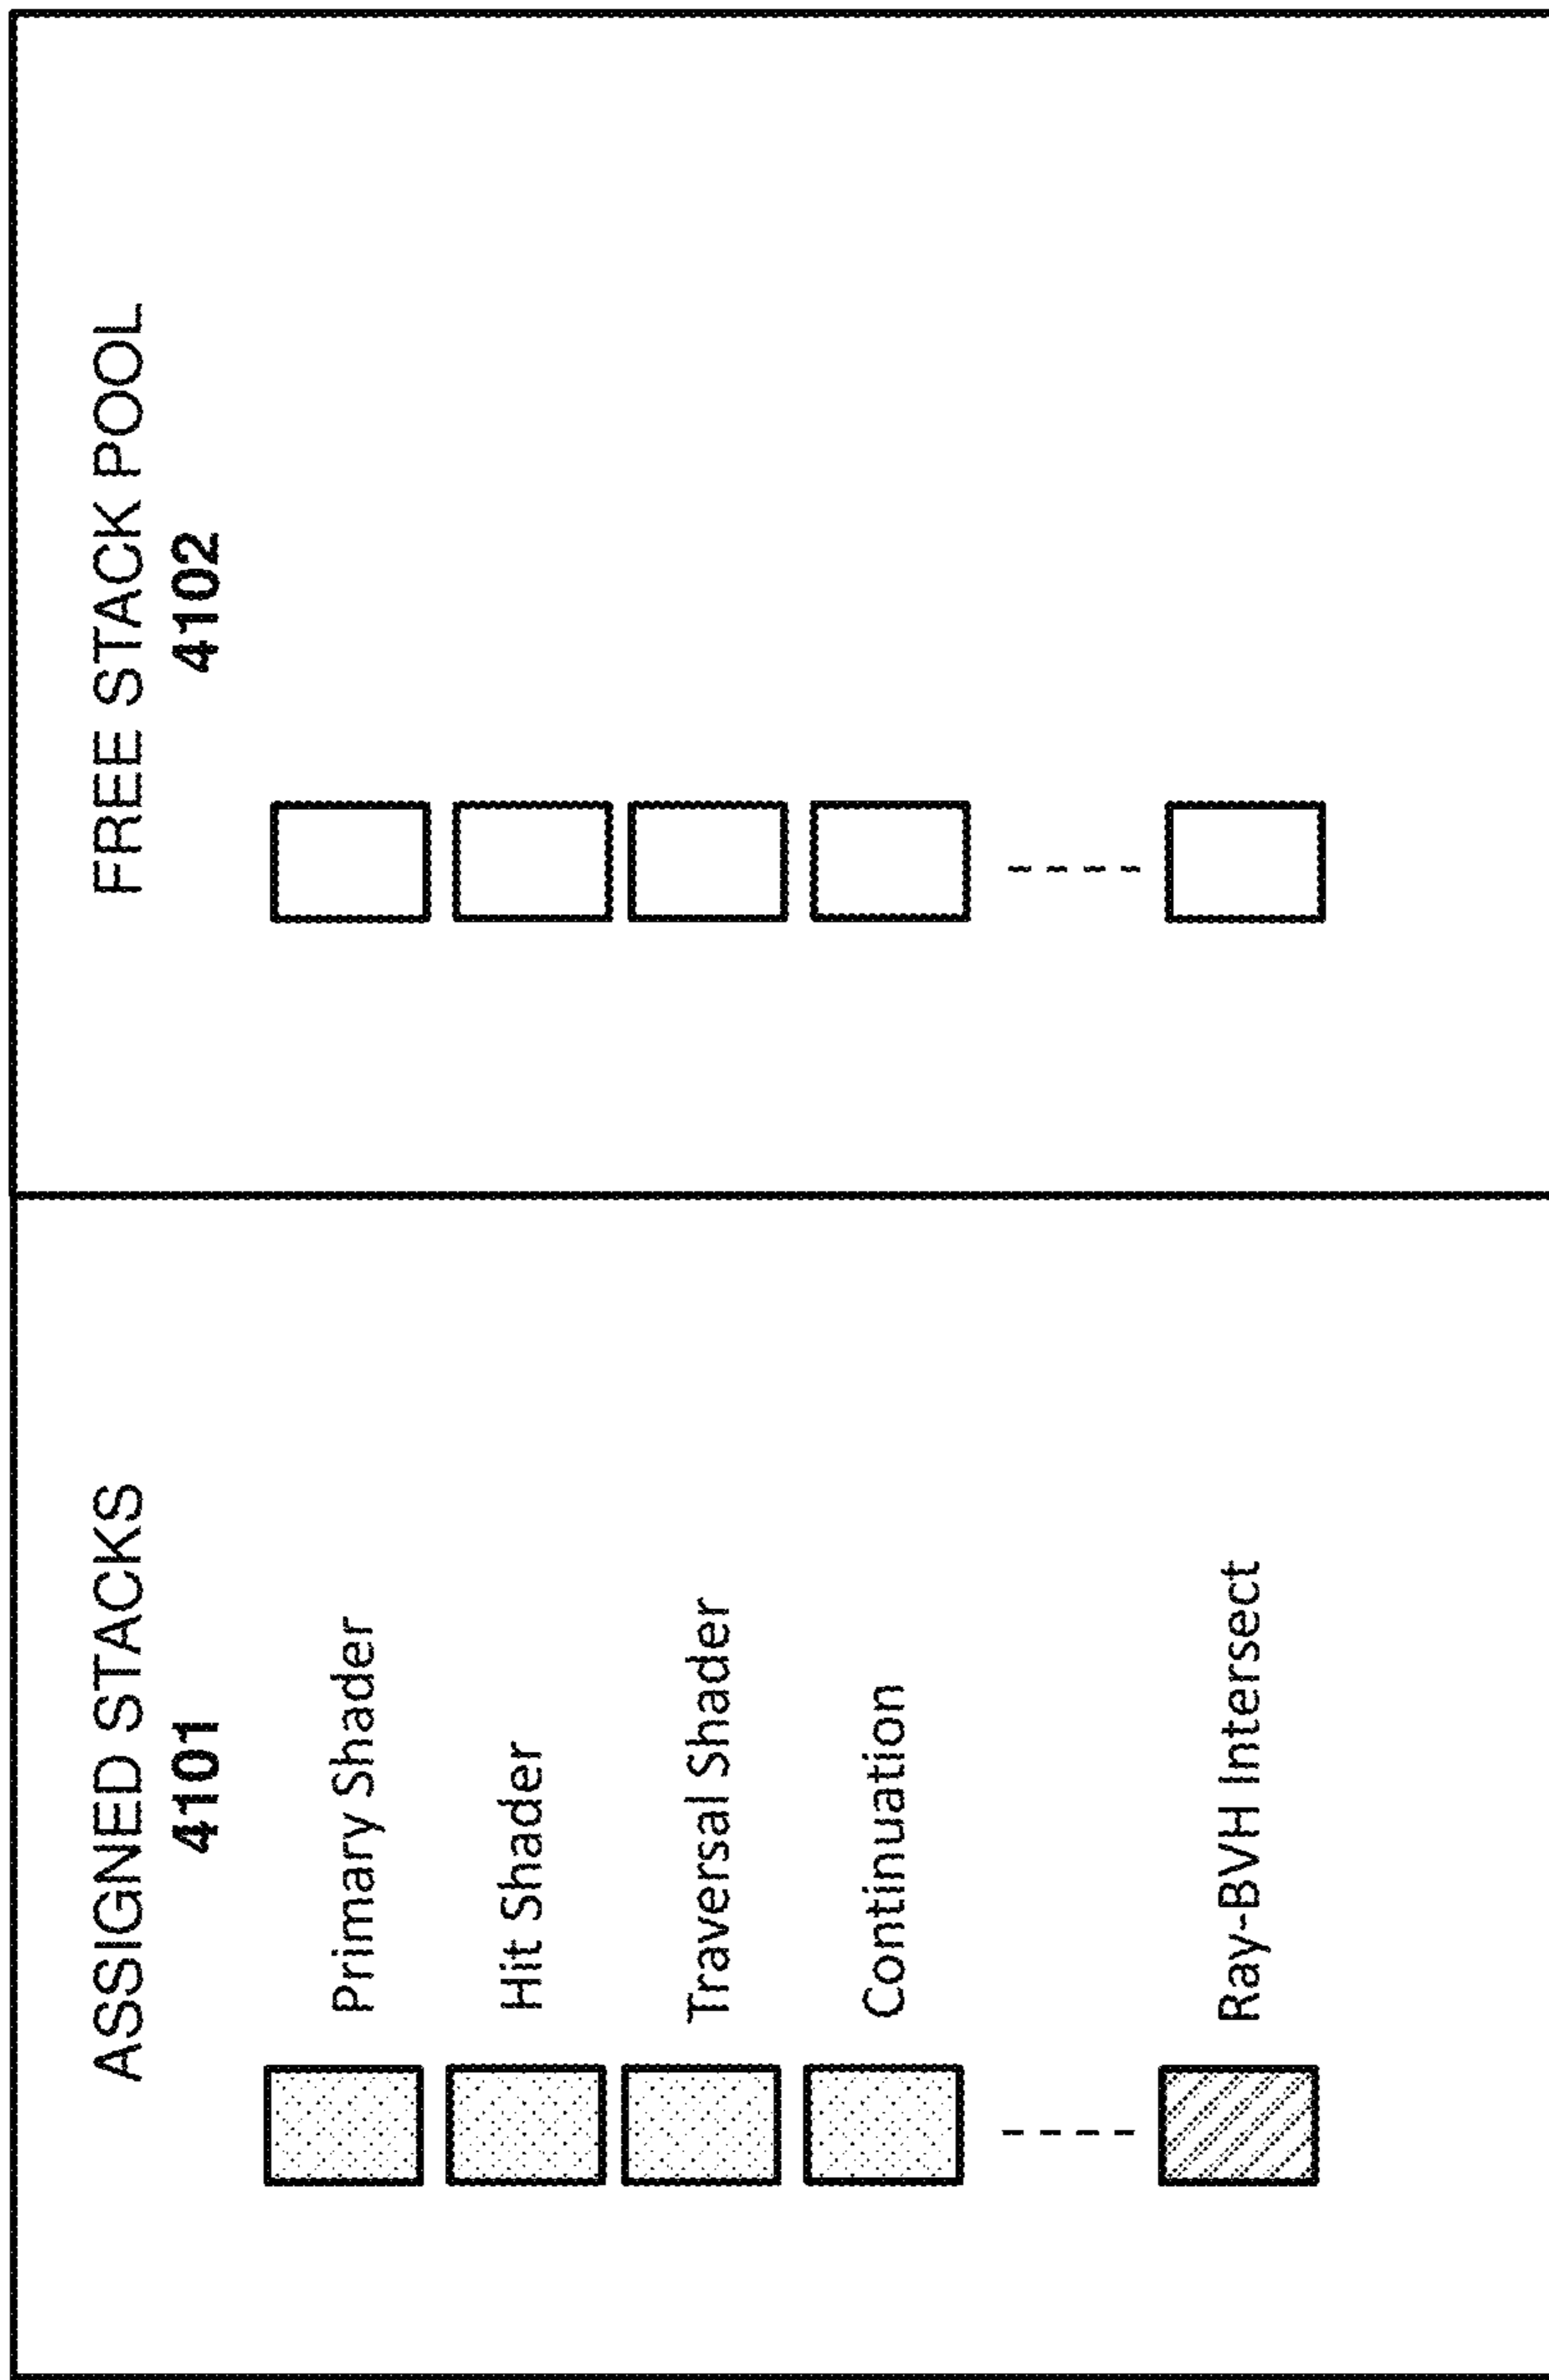 ASSIGNED STACKS
4101
Primary Shader
Hit Shader
Traversal Shader
Continuation
Ray-BVH Intersect
FREE STACK POOL
4102